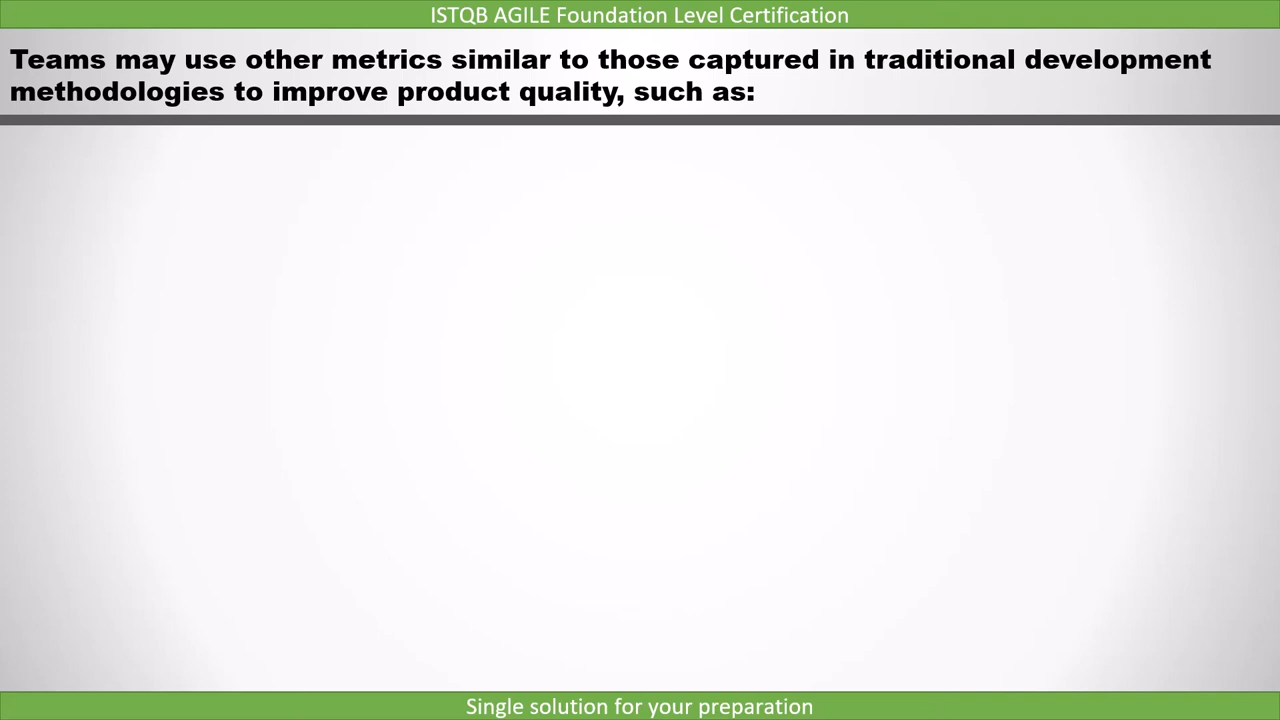 ISTQB AGILE Foundation Level Certification
Teams may use other metrics similar to those captured in traditional development
methodologies to improve product quality, such as:
Single solution for your preparation